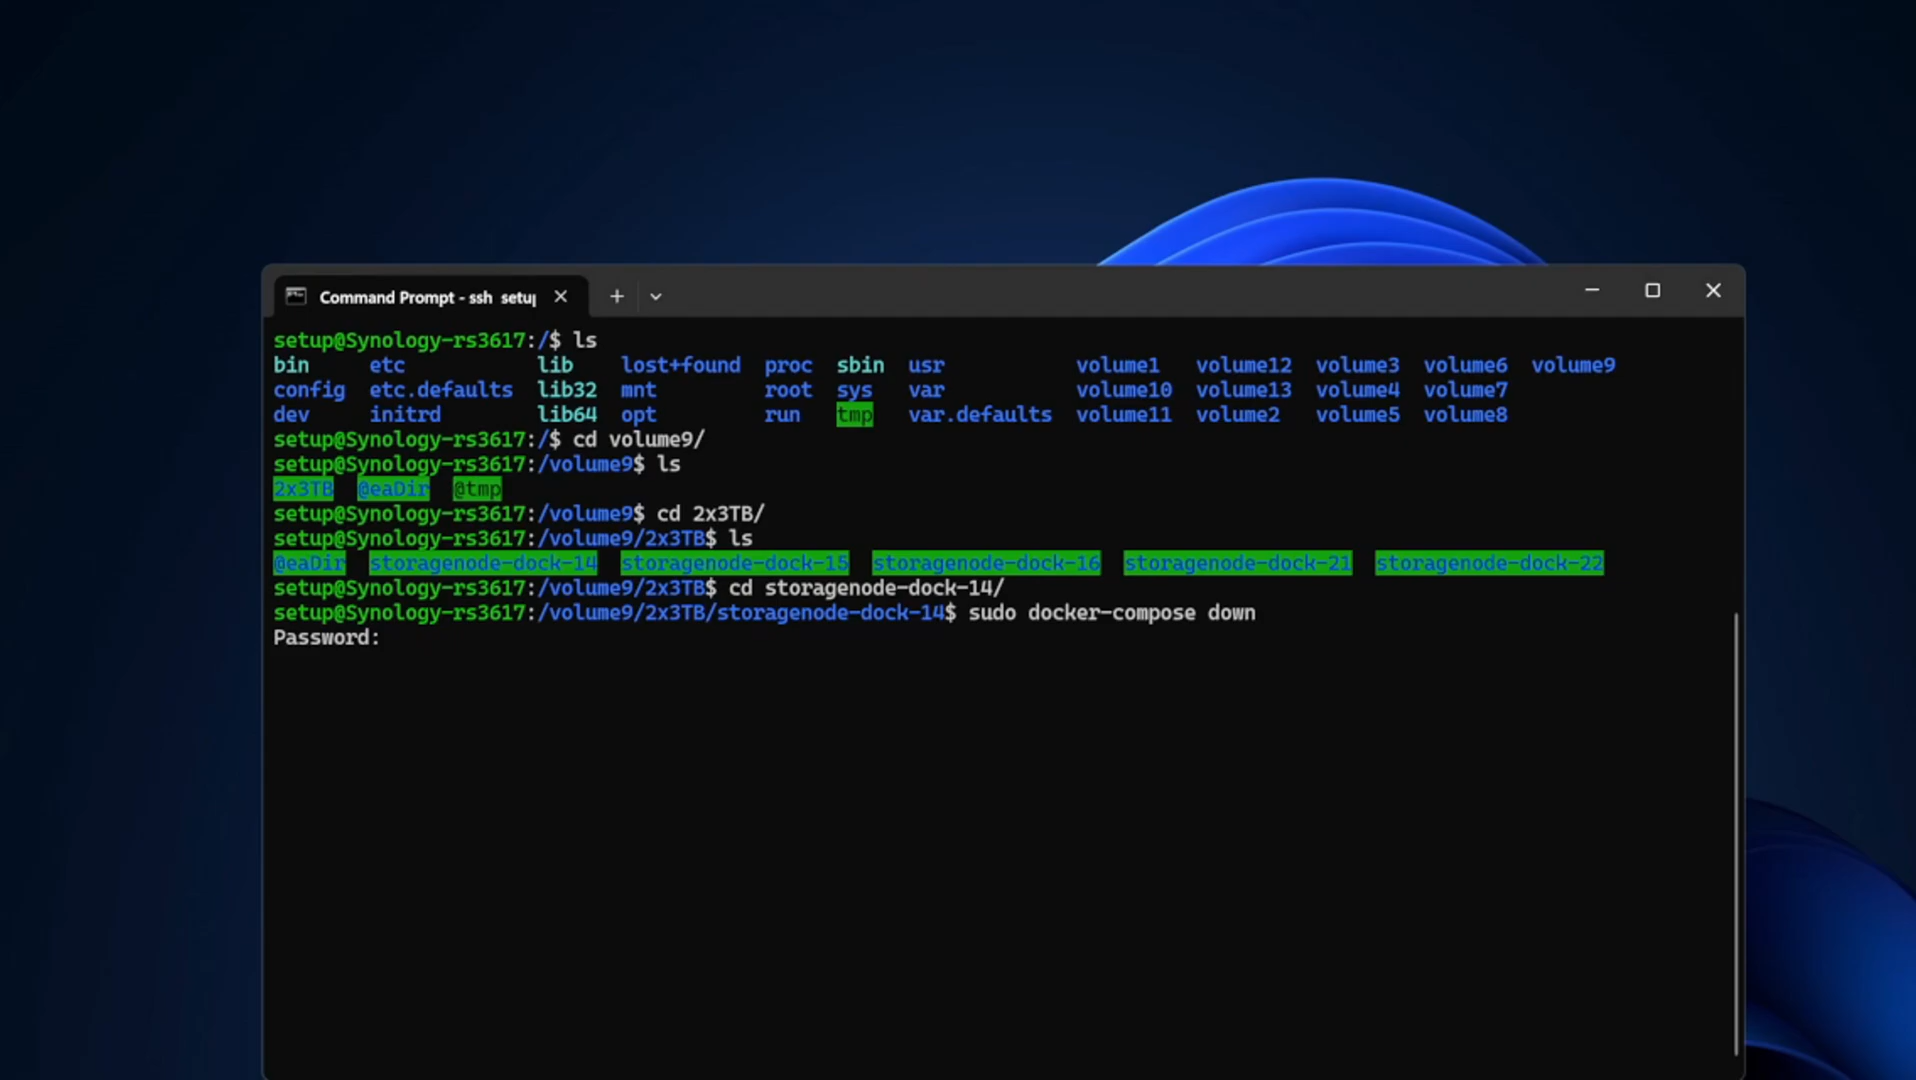 Command Prompt - ssh setup
setup@Synology-rs3617:/$ ls
bin etc lib lost+found proc sbin usr volume1 volume12 volume3 volume6 volume9
config etc.defaults lib32 mnt root sys var volume10 volume13 volume4 volume7
dev initrd lib64 opt run tmp var.defaults volume11 volume2 volume5 volume8
setup@Synology-rs3617:/$ cd volume9/
setup@Synology-rs3617:/volume9$ ls
2x3TB @eaDir @tmp
setup@Synology-rs3617:/volume9$ cd 2x3TB/
setup@Synology-rs3617:/volume9/2x3TB$ ls
@eaDir storagenode-dock-14 storagenode-dock-15 storagenode-dock-16 storagenode-dock-21 storagenode-dock-22
setup@Synology-rs3617:/volume9/2x3TB$ cd storagenode-dock-14/
setup@Synology-rs3617:/volume9/2x3TB/storagenode-dock-14$ sudo docker-compose down
Password: